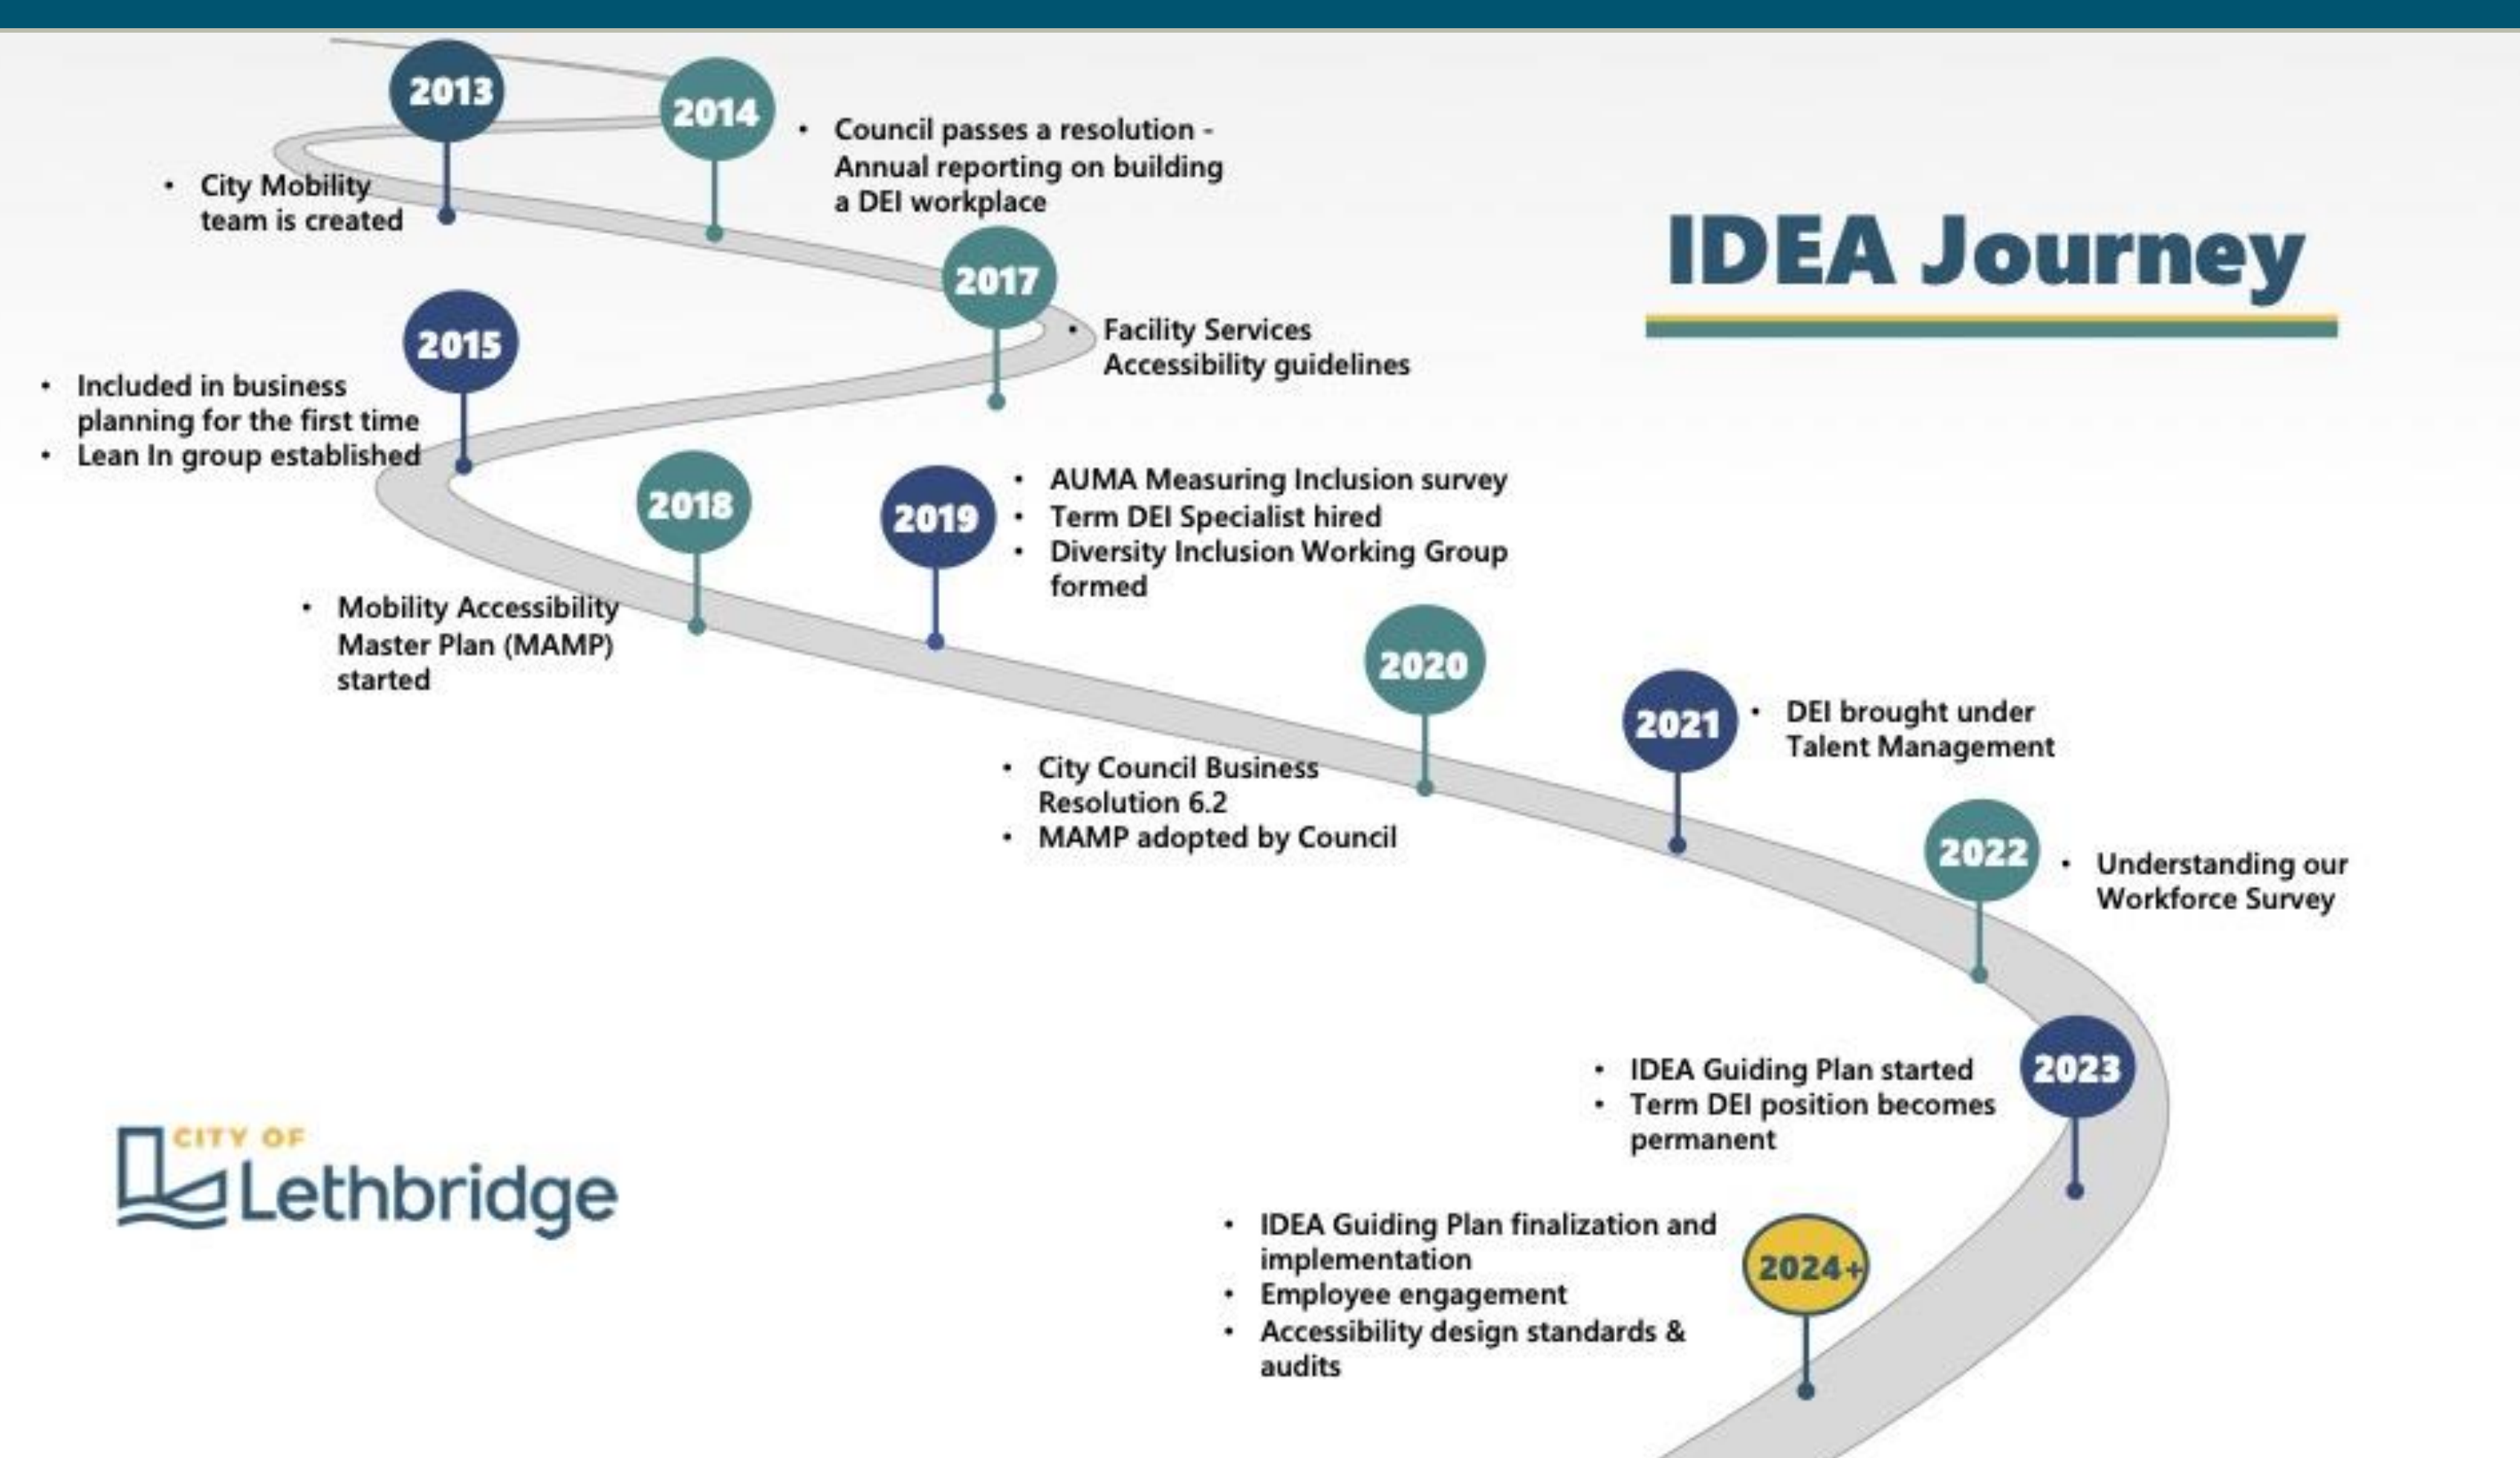 2013
• City Mobility
team is created
2014
• Council passes a resolution -
Annual reporting on building
a DEI workplace
IDEA Journey
2017
• Facility Services
Accessibility guidelines
2015
• Included in business
planning for the first time
• Lean In group established
2018
• Mobility Accessibility
Master Plan (MAMP)
started
2019
• AUMA Measuring Inclusion survey
• Term DEI Specialist hired
• Diversity Inclusion Working Group
formed
2020
• City Council Business
Resolution 6.2
• MAMP adopted by Council
2021
• DEI brought under
Talent Management
2022
• Understanding our
Workforce Survey
2023
• IDEA Guiding Plan started
• Term DEI position becomes
permanent
2024+
• IDEA Guiding Plan finalization and
implementation
• Employee engagement
• Accessibility design standards &
audits
CITY OF
Lethbridge